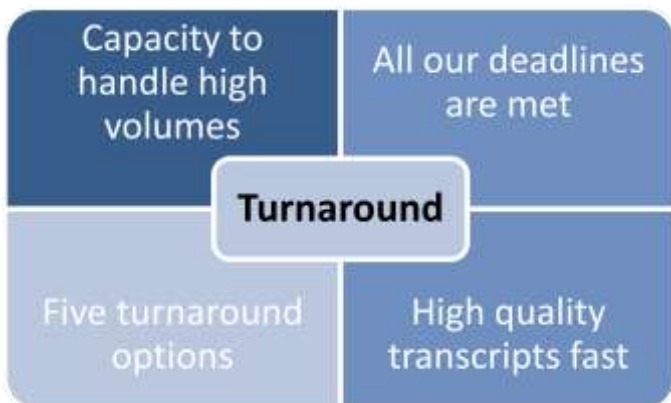 Capacity to
handle high
volumes
All our deadlines
are met
Turnaround
Five turnaround
options
High quality
transcripts fast